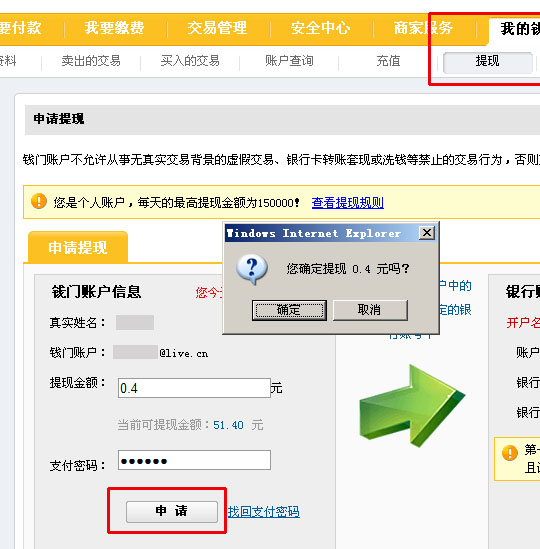 要付款 我要缴费 交易管理 安全中心 商家服务 我的钱
资料 卖出的交易 买入的交易 账户查询 充值 提现
申请提现
钱门账户不允许从事无真实交易背景的虚假交易、银行卡转账套现或洗钱等禁止的交易行为，否则
您是个人账户，每天的最高提现金额为150000！ 查看提现规则
Windows Internet Explorer
您确定提现 0.4 元吗？
确定 取消
申请提现
钱门账户信息
您今
户中的
定的银
行账号中
真实姓名：
钱门账户： @live.cn
提现金额： 0.4 元
当前可提现金额：51.40 元
支付密码： ●●●●●●
申 请 找回支付密码
银行账
开户名
账户
银行
银行
第一
且认